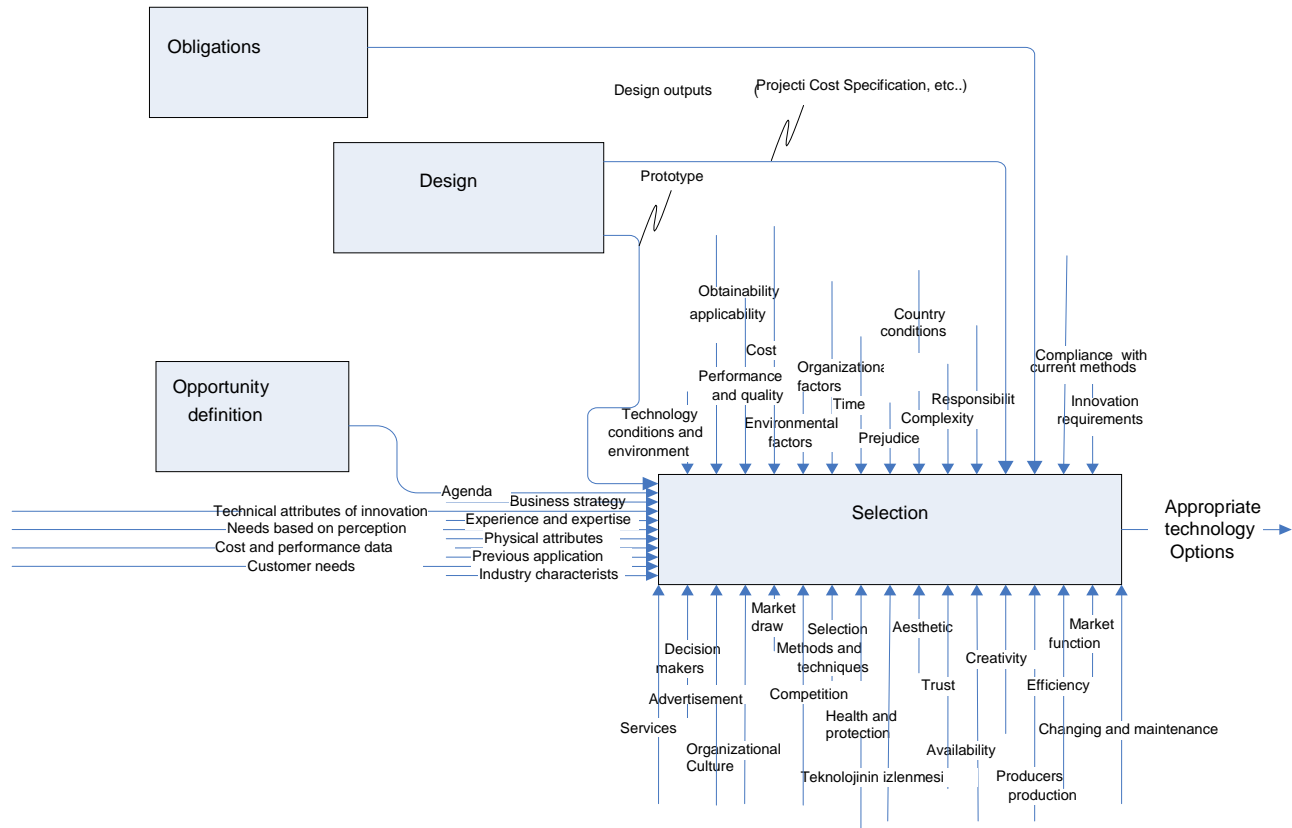 Obligations
Design outputs
(Projecti Cost Specification, etc..)
Design
Prototype
Obtainability
applicability
Country
conditions
Cost
Compliance with
current methods
Organizationa
factors
Performance
and quality
Opportunity
definition
Time
Responsibilit
Innovation
requirements
Technology
conditions and
environment
Environmental
factors
Complexity
Prejudice
Agenda
Business strategy
Technical attributes of innovation
Experience and expertise
Needs based on perception
Physical attributes
Cost and performance data
Previous application
Customer needs
Industry characterists
Selection
Appropriate
technology
Options
Market
draw
Selection
Methods and
techniques
Aesthetic
Market
function
Decision
makers
Creativity
Advertisement
Competition
Trust
Efficiency
Services
Health and
protection
Changing and maintenance
Organizational
Culture
Availability
Teknolojinin izlenmesi
Producers
production